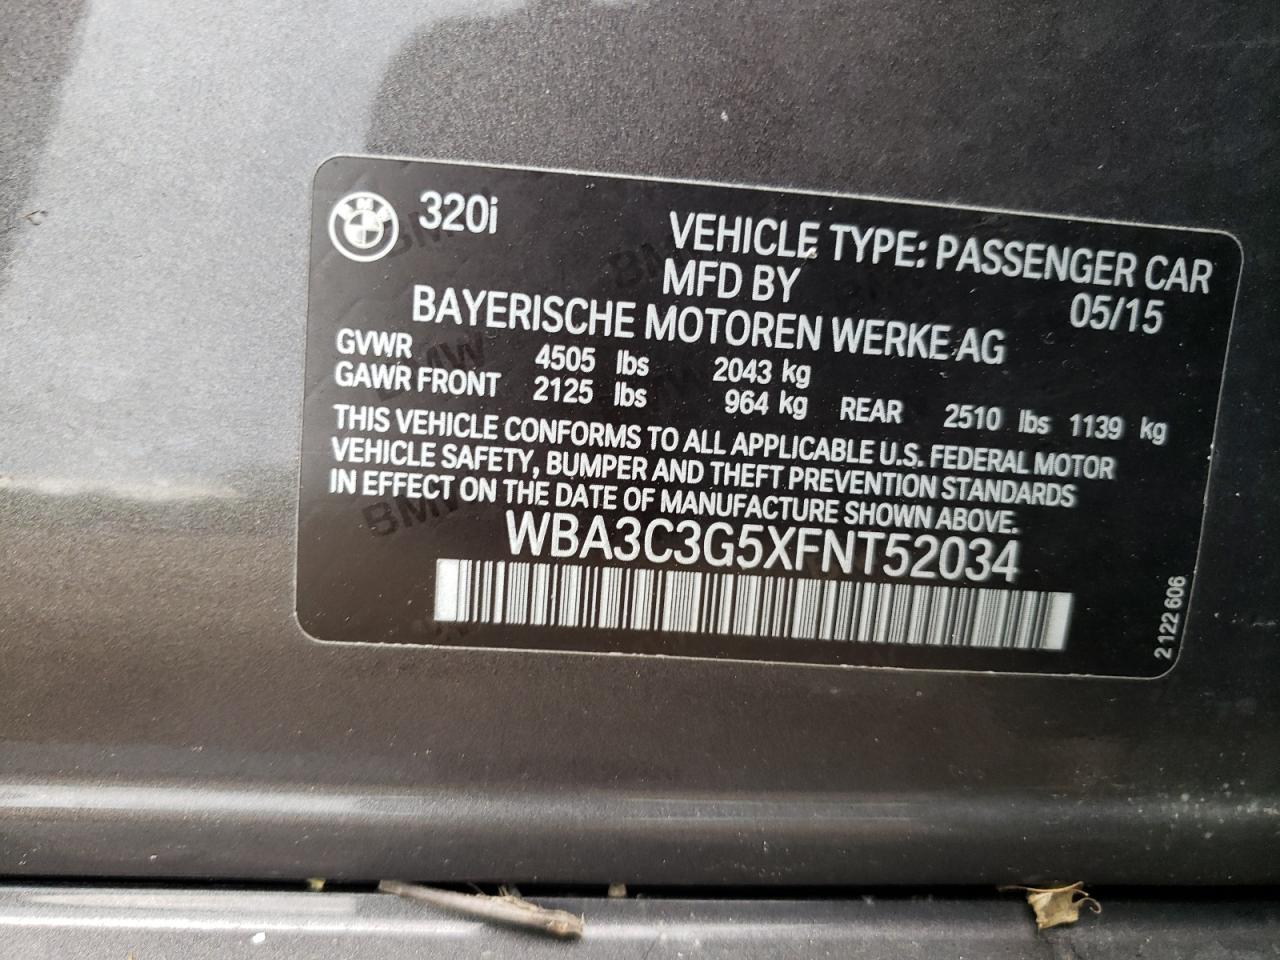 BMW 320i
VEHICLE TYPE: PASSENGER CAR
MFD BY 05/15
BAYERISCHE MOTOREN WERKE AG
GVWR 4505 lbs 2043 kg
GAWR FRONT 2125 lbs 964 kg REAR 2510 lbs 1139 kg
THIS VEHICLE CONFORMS TO ALL APPLICABLE U.S. FEDERAL MOTOR
VEHICLE SAFETY, BUMPER AND THEFT PREVENTION STANDARDS
IN EFFECT ON THE DATE OF MANUFACTURE SHOWN ABOVE.
WBA3C3G5XFNT52034
2 122 606